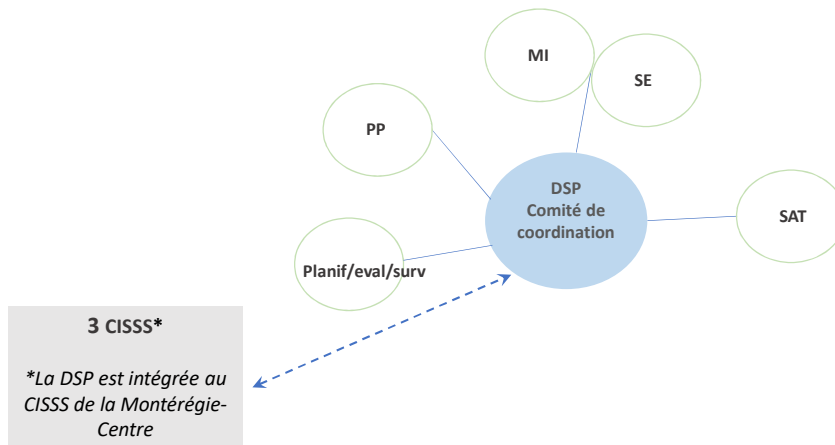 MI
SE
PP
DSP
Comité de
coordination
SAT
Planif/eval/surv
3 CISSS*
*La DSP est intégrée au
CISSS de la Montérégie-
Centre